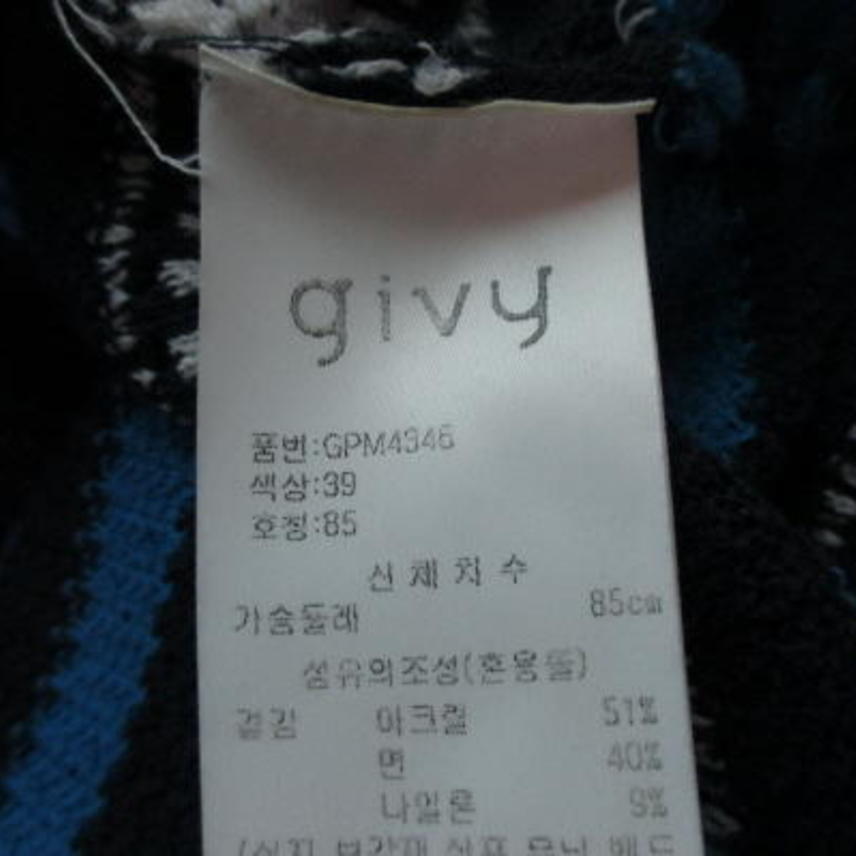 givy
품번:GPM4346
색상:39
호칭:85
신체치수
가슴둘레 85cm
섬유의조성(혼용율)
겉감 아크릴 51%
면 40%
나일론 9%